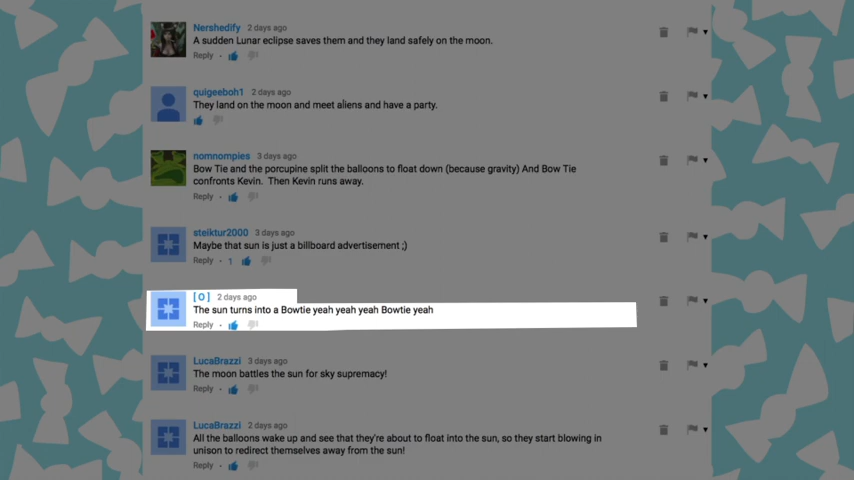 Nershedify 2 days ago
A sudden Lunar eclipse saves them and they land safely on the moon.
Reply ·
quigeeboh1 2 days ago
They land on the moon and meet aliens and have a party.
nomnompies 3 days ago
Bow Tie and the porcupine split the balloons to float down (because gravity) And Bow Tie
confronts Kevin. Then Kevin runs away.
Reply ·
steiktur2000 3 days ago
Maybe that sun is just a billboard advertisement ;)
Reply · 1
[ O ] 2 days ago
The sun turns into a Bowtie yeah yeah yeah Bowtie yeah
Reply ·
LucaBrazzi 3 days ago
The moon battles the sun for sky supremacy!
Reply ·
LucaBrazzi 2 days ago
All the balloons wake up and see that they're about to float into the sun, so they start blowing in
unison to redirect themselves away from the sun!
Reply ·